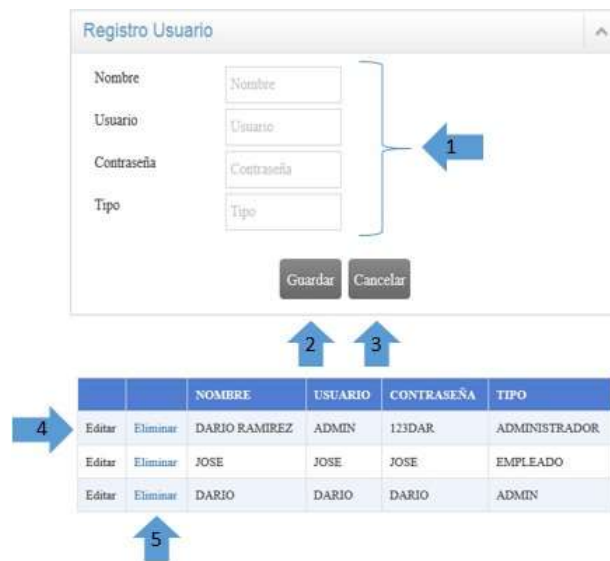 Registro Usuario
Nombre Nombre
Usuario Usuario
Contraseña Contraseña
Tipo Tipo
1
Guardar Cancelar
2 3
NOMBRE USUARIO CONTRASEÑA TIPO
4 Editar Eliminar DARIO RAMIREZ ADMIN 123DAR ADMINISTRADOR
Editar Eliminar JOSE JOSE JOSE EMPLEADO
Editar Eliminar DARIO DARIO DARIO ADMIN
5